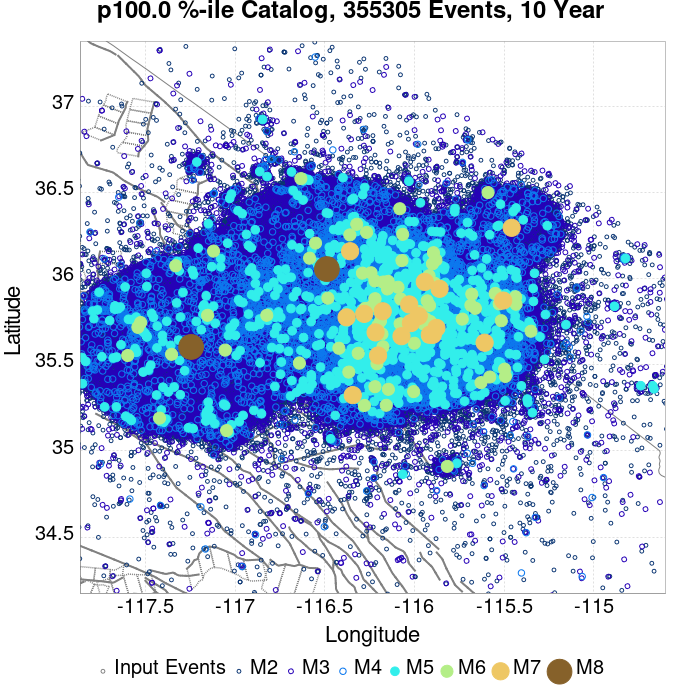 p100.0 %-ile Catalog, 355305 Events, 10 Year
37
36.5
36
35.5
35
34.5
Latitude
-117.5 -117 -116.5 -116 -115.5 -115
Longitude
Input Events M2 M3 M4 M5 M6 M7 M8